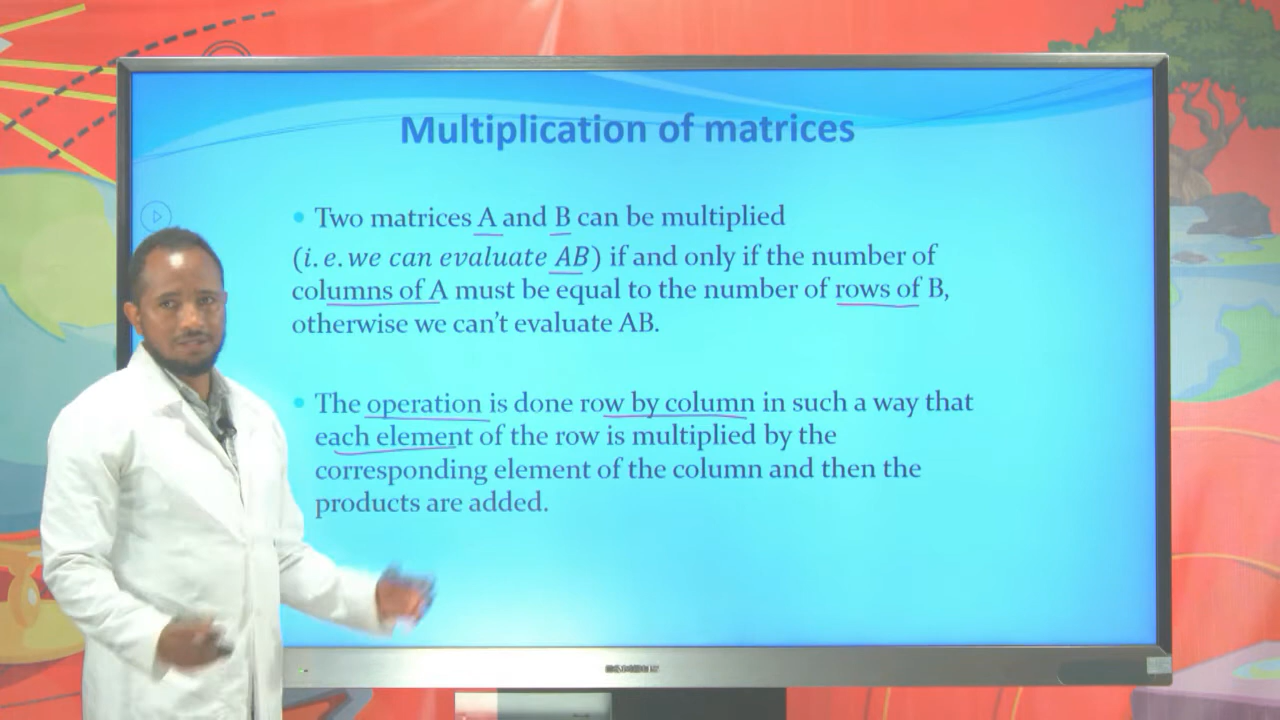 Multiplication of matrices
• Two matrices A and B can be multiplied
(i.e.we can evaluate AB) if and only if the number of
columns of A must be equal to the number of rows of B,
otherwise we can't evaluate AB.
• The operation is done row by column in such a way that
each element of the row is multiplied by the
corresponding element of the column and then the
products are added.